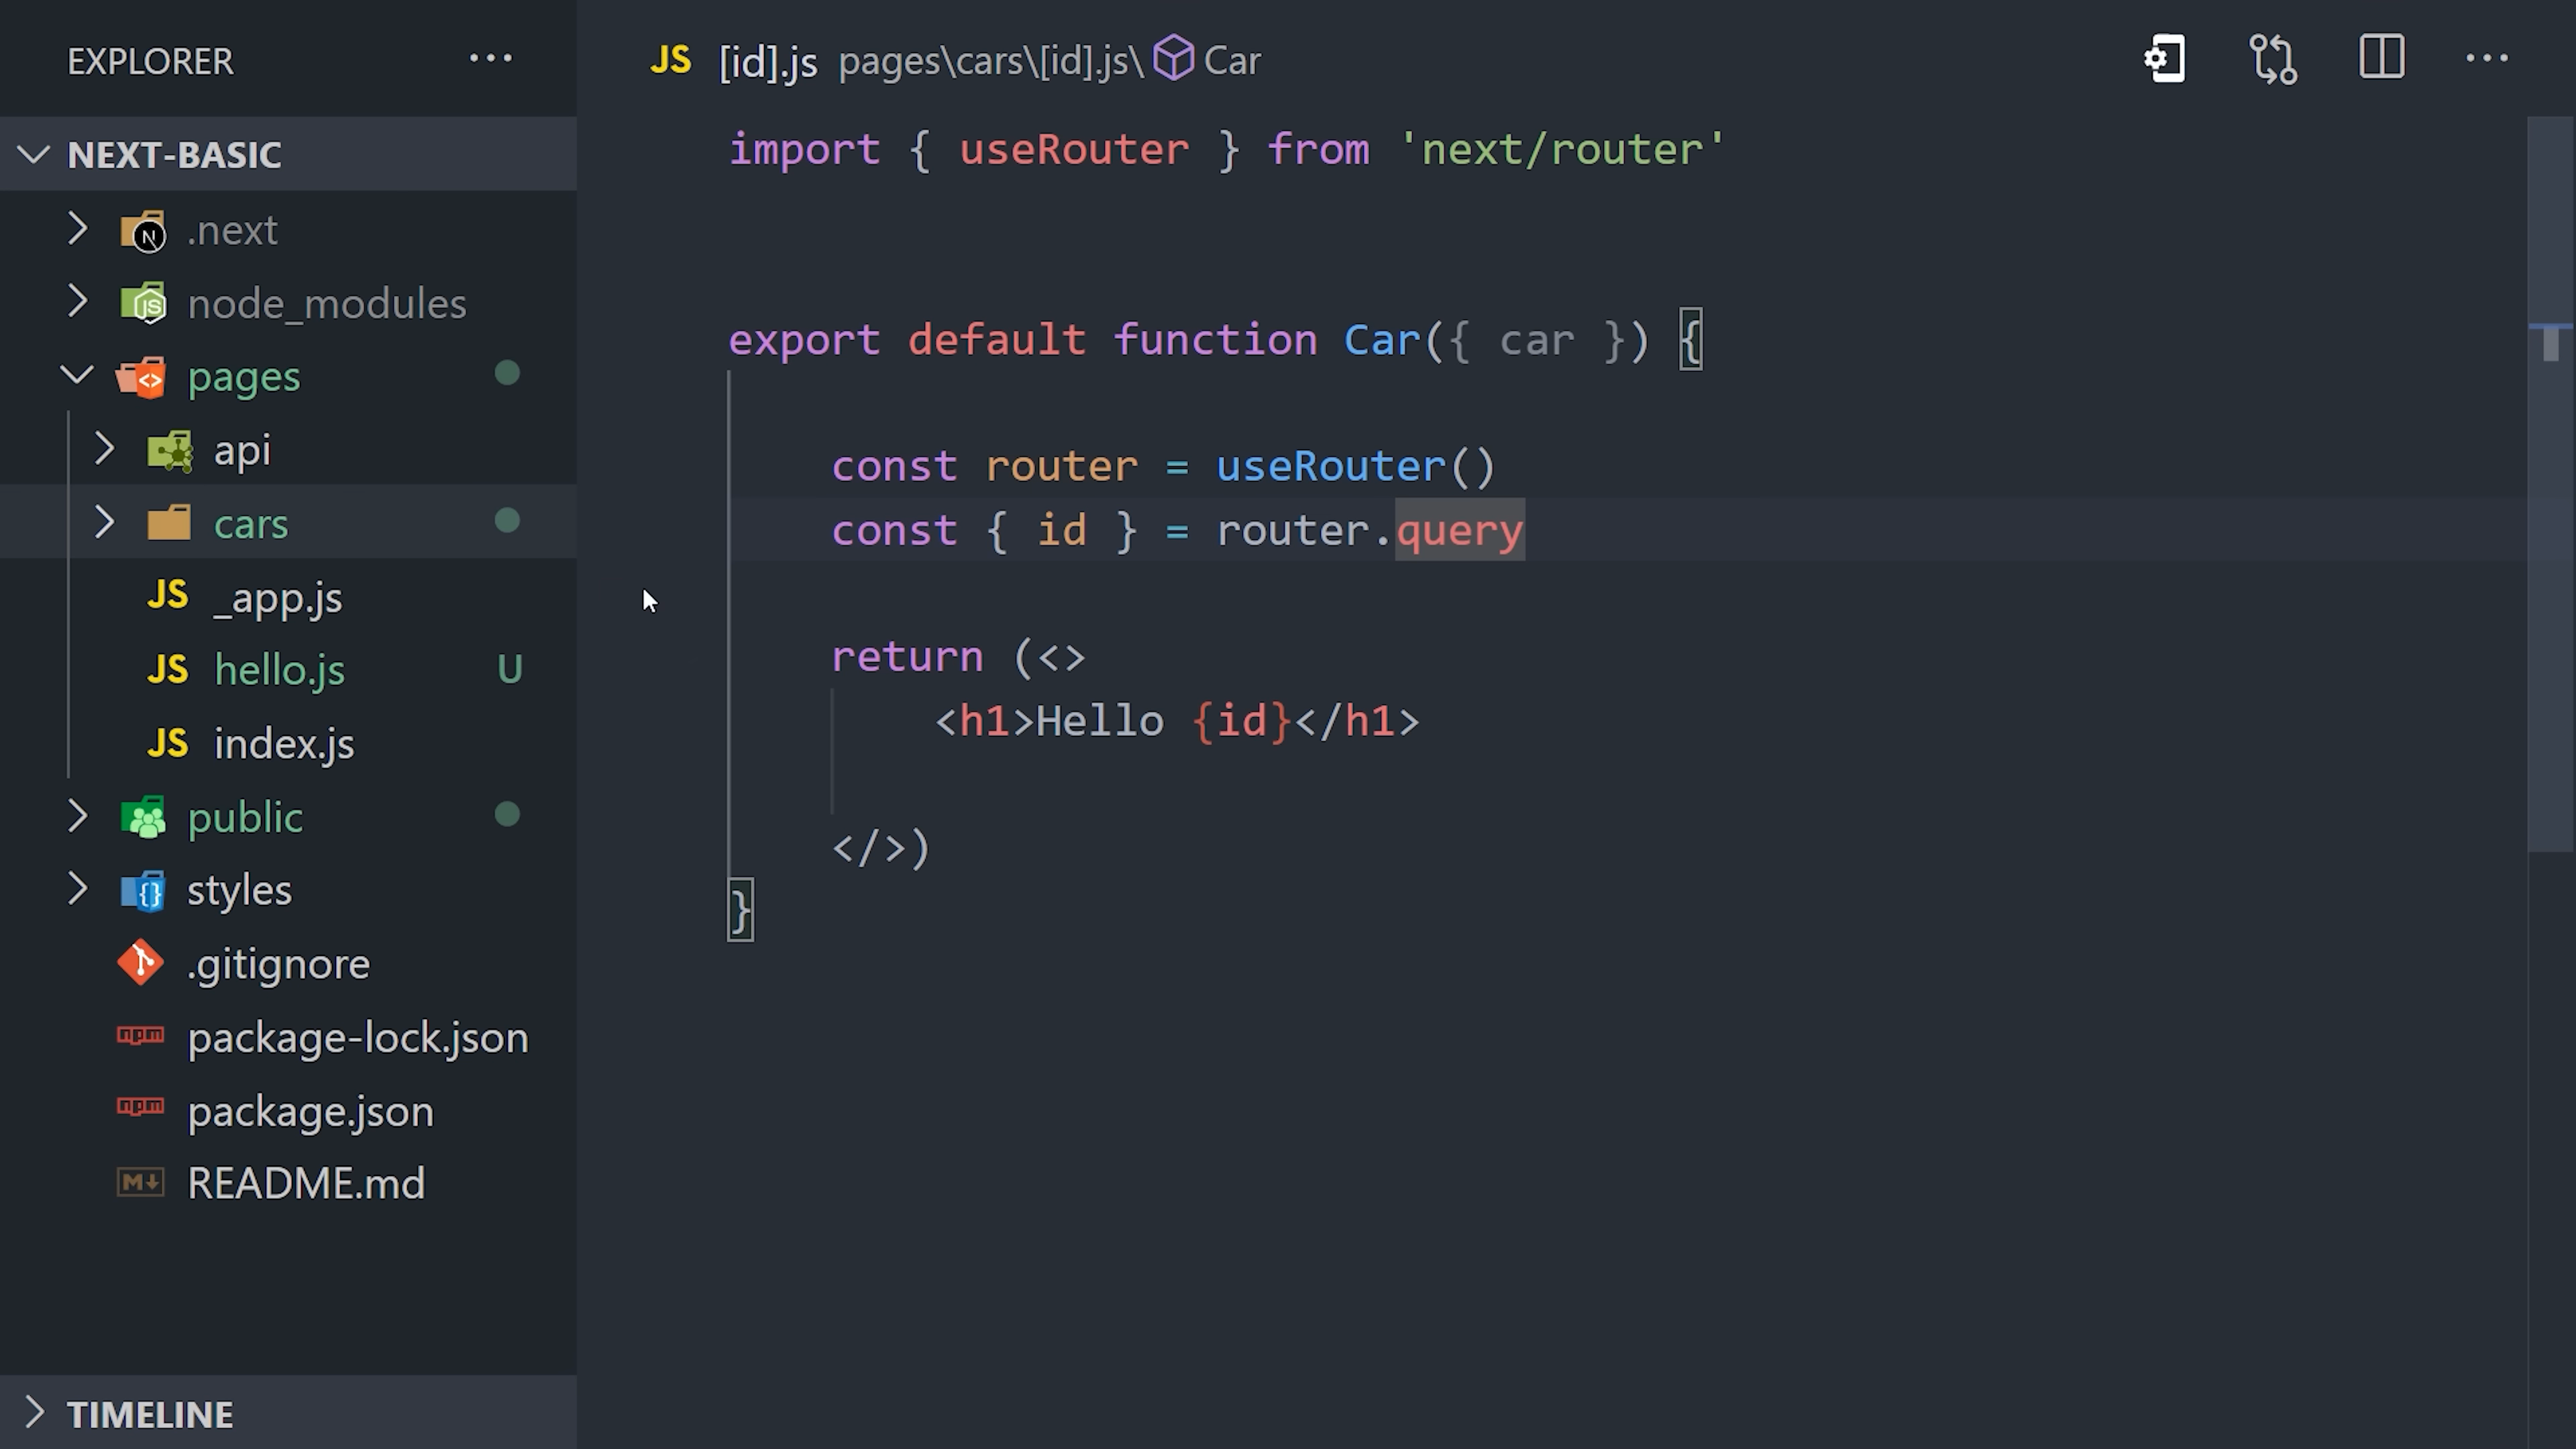 EXPLORER
NEXT-BASIC
.next
node_modules
pages
api
cars
JS _app.js
JS hello.js U
JS index.js
public
styles
.gitignore
npm package-lock.json
npm package.json
M README.md
TIMELINE
JS [id].js pages\cars\[id].js\ Car
import { useRouter } from 'next/router'
export default function Car({ car }) {
const router = useRouter()
const { id } = router.query
return (<>
<h1>Hello {id}</h1>
</>)
}